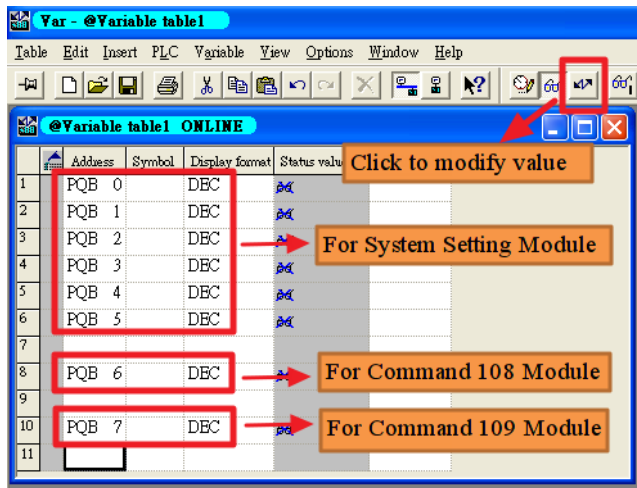 Var - @Variable table1
Table Edit Insert PLC Variable View Options Window Help
@Variable table1 ONLINE
Click to modify value
Address Symbol Display format Status value
1 PQB 0 DEC
2 PQB 1 DEC
3 PQB 2 DEC
For System Setting Module
4 PQB 3 DEC
5 PQB 4 DEC
6 PQB 5 DEC
7
8 PQB 6 DEC For Command 108 Module
9
10 PQB 7 DEC For Command 109 Module
11